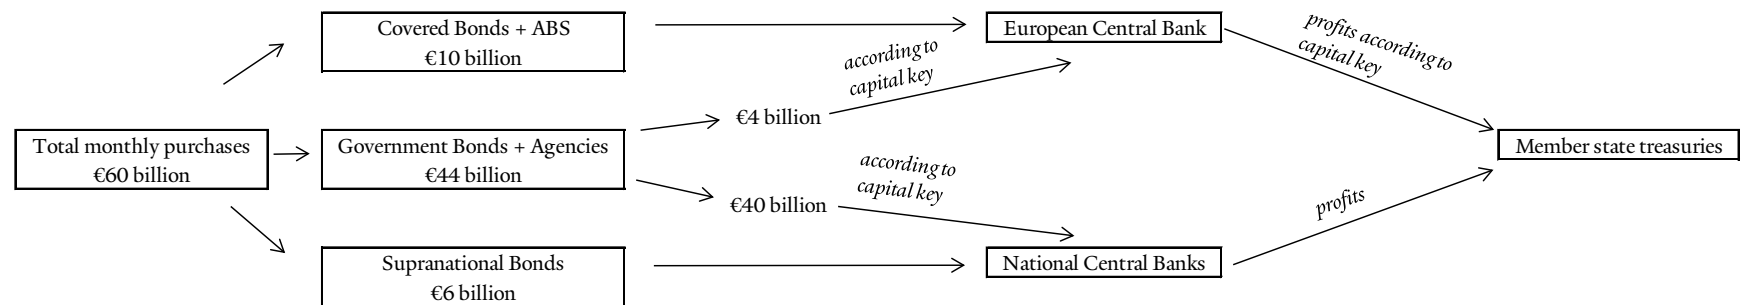 Covered Bonds + ABS
€10 billion
European Central Bank
profits according to
capital key
according to
capital key
€4 billion
Total monthly purchases
€60 billion
Government Bonds + Agencies
€44 billion
Member state treasuries
according to
capital key
€40 billion
profits
Supranational Bonds
€6 billion
National Central Banks